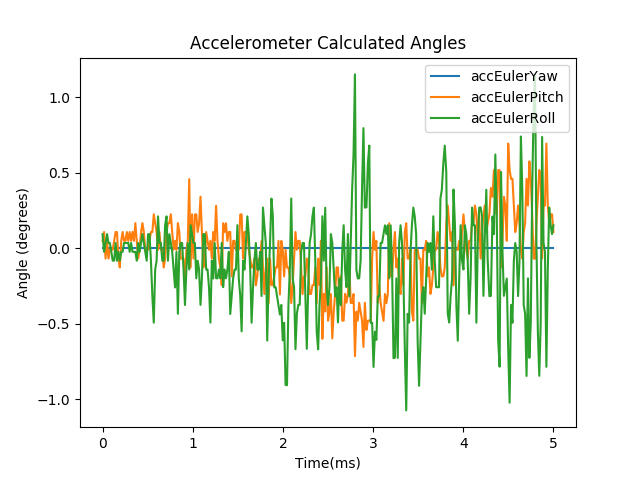 Accelerometer Calculated Angles
accEulerYaw
accEulerPitch
accEulerRoll
Angle (degrees)
1.0
0.5
0.0
−0.5
−1.0
0 1 2 3 4 5
Time(ms)